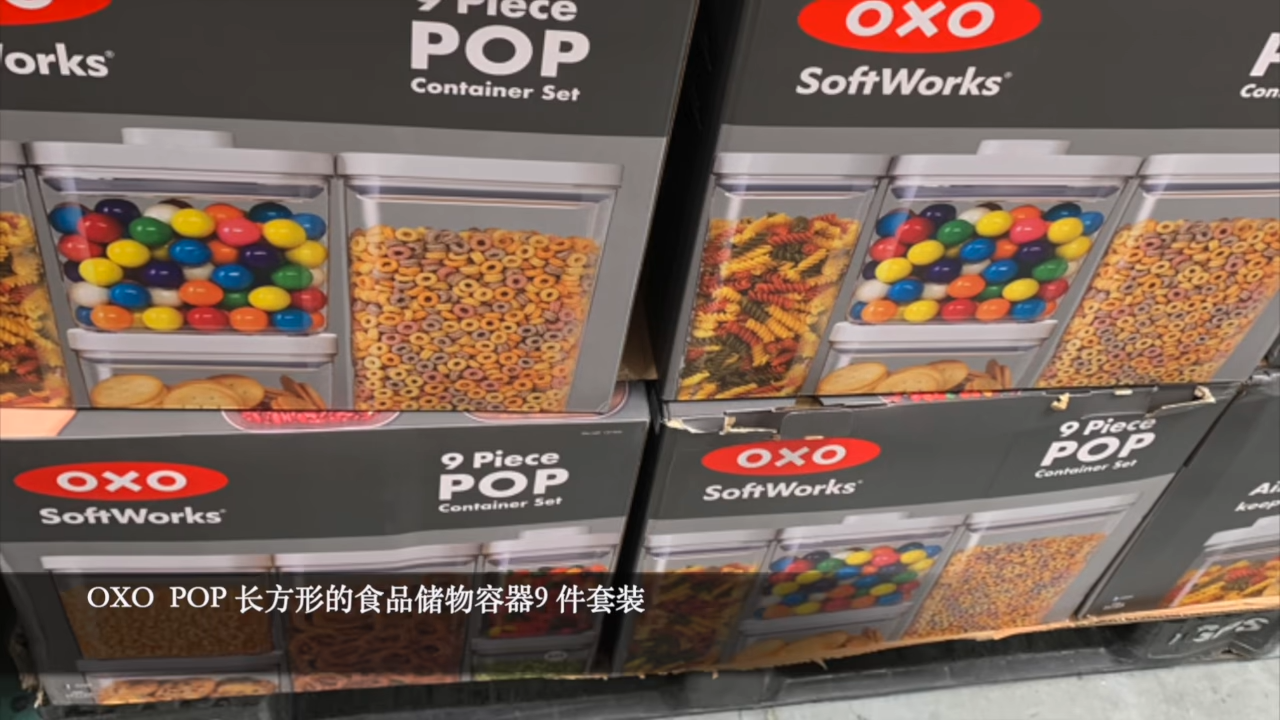 9 Piece
POP
Container Set
orks®
OXO
SoftWorks®
Con
OXO
SoftWorks®
9 Piece
POP
Container Set
OXO
SoftWorks®
9 Piece
POP
Container Set
keep
OXO POP 长方形的食品储物容器9 件套装